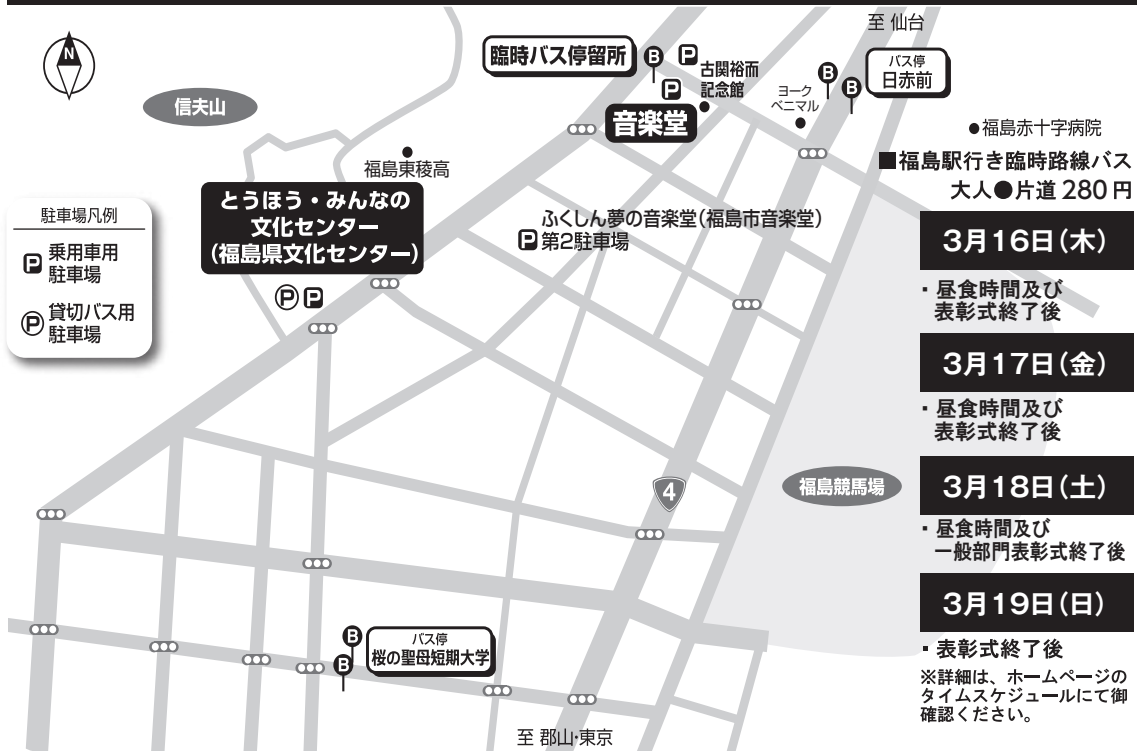 至 仙台
N
臨時バス停留所
B
P
古関裕而
記念館
P
音楽堂
ヨーク
ベニマル
B
B
バス停
日赤前
信夫山
福島東稜高
●福島赤十字病院
駐車場凡例
P 乗用車用
駐車場
P 貸切バス用
駐車場
とうほう・みんなの
文化センター
(福島県文化センター)
P P
ふくしん夢の音楽堂(福島市音楽堂)
P 第2駐車場
4
福島競馬場
B
B
バス停
桜の聖母短期大学
至 郡山・東京
■福島駅行き臨時路線バス
大人●片道 280 円
3月16日(木)
・昼食時間及び
表彰式終了後
3月17日(金)
・昼食時間及び
表彰式終了後
3月18日(土)
・昼食時間及び
一般部門表彰式終了後
3月19日(日)
・表彰式終了後
※詳細は、ホームページの
タイムスケジュールにて御
確認ください。